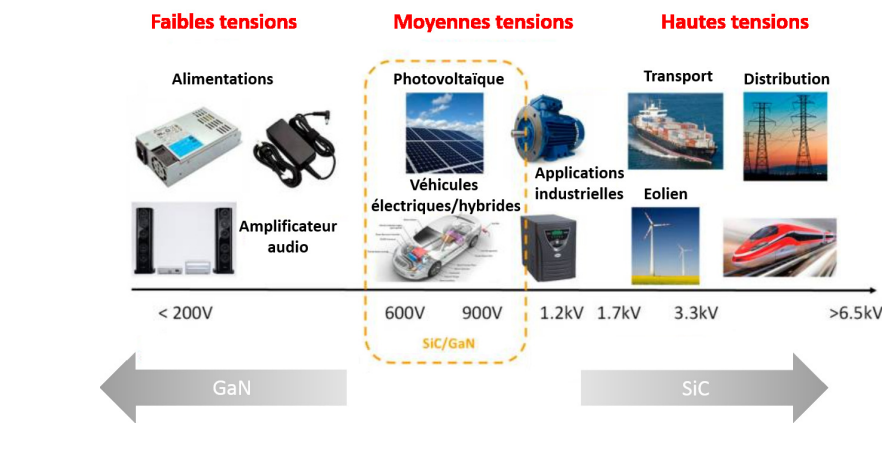 Faibles tensions
Moyennes tensions
Hautes tensions
Alimentations
Photovoltaïque
Transport
Distribution
Véhicules
électriques/hybrides
Applications
industrielles
Eolien
Amplificateur
audio
< 200V
600V
900V
1.2kV
1.7kV
3.3kV
>6.5kV
SiC/GaN
GaN
SiC